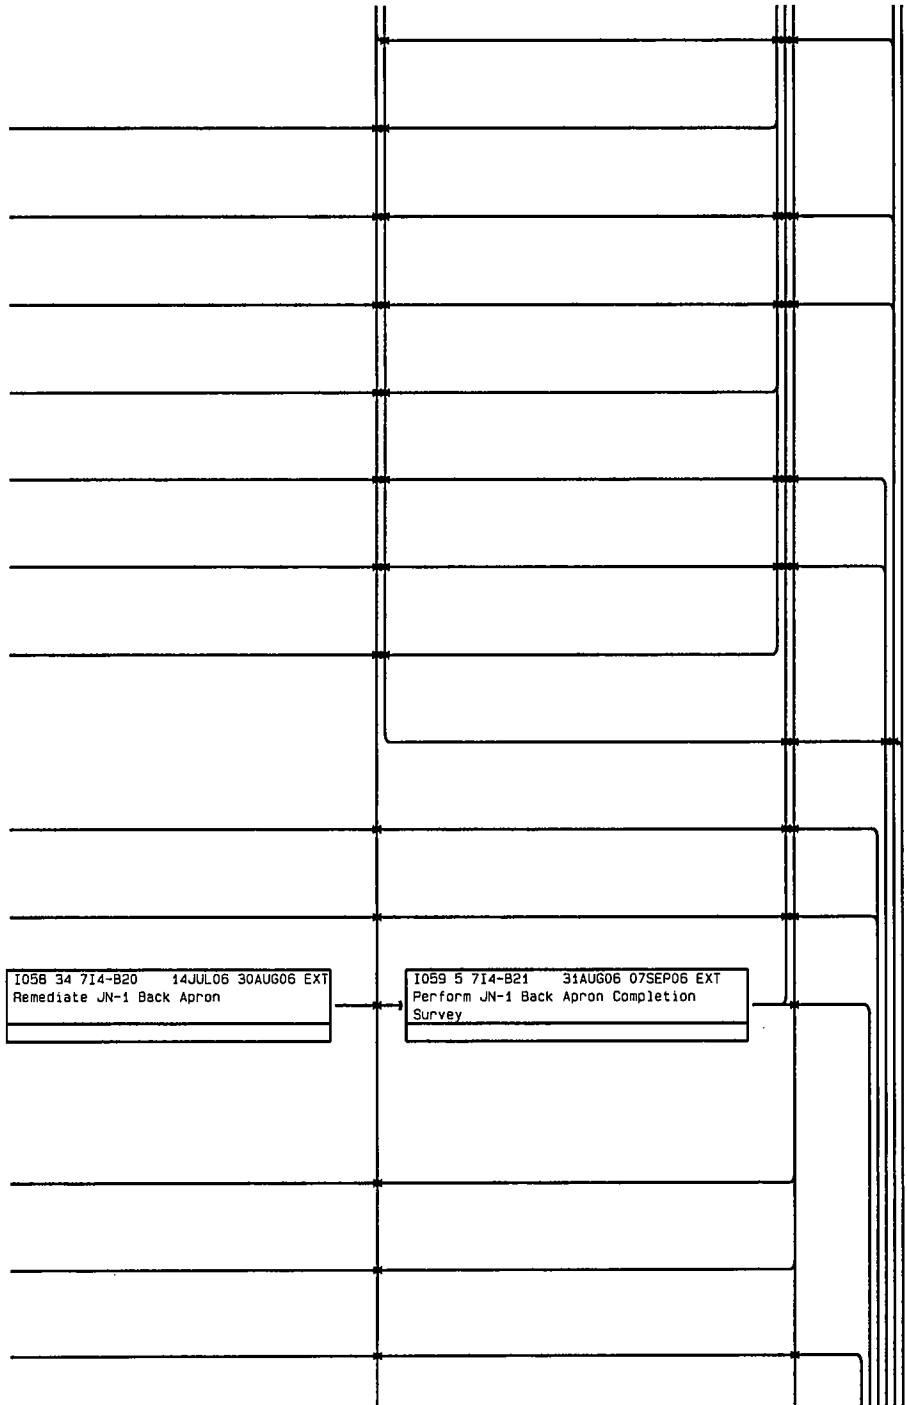 I058 34 7I4-B20 14JUL06 30AUG06 EXT
Remediate JN-1 Back Apron
I059 5 7I4-B21 31AUG06 07SEP06 EXT
Perform JN-1 Back Apron Completion
Survey